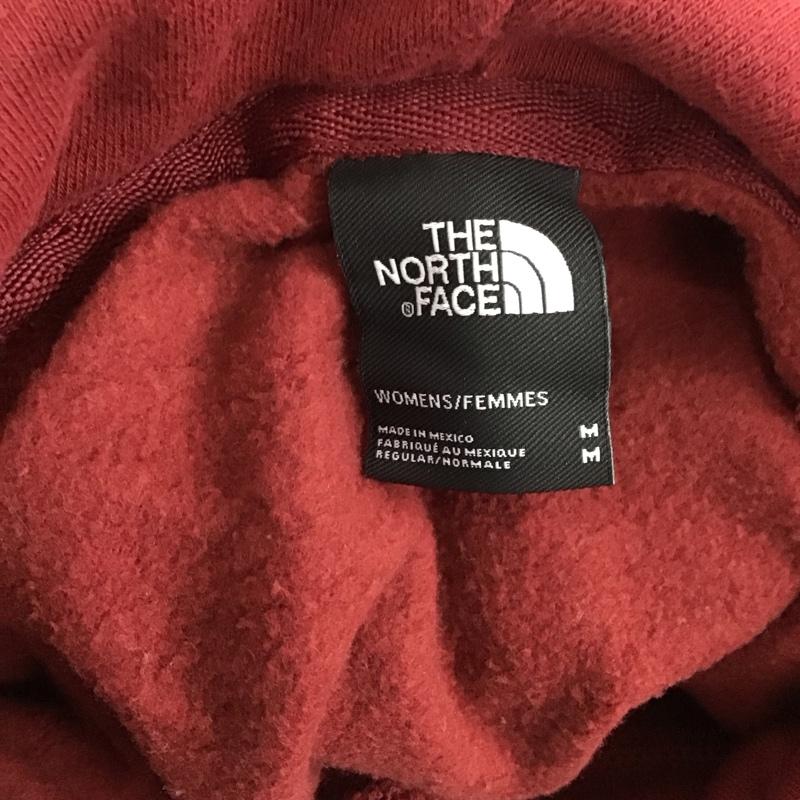 THE
NORTH
®FACE
WOMENS/FEMMES
MADE IN MEXICO M
FABRIQUÉ AU MEXIQUE M
REGULAR/NORMALE